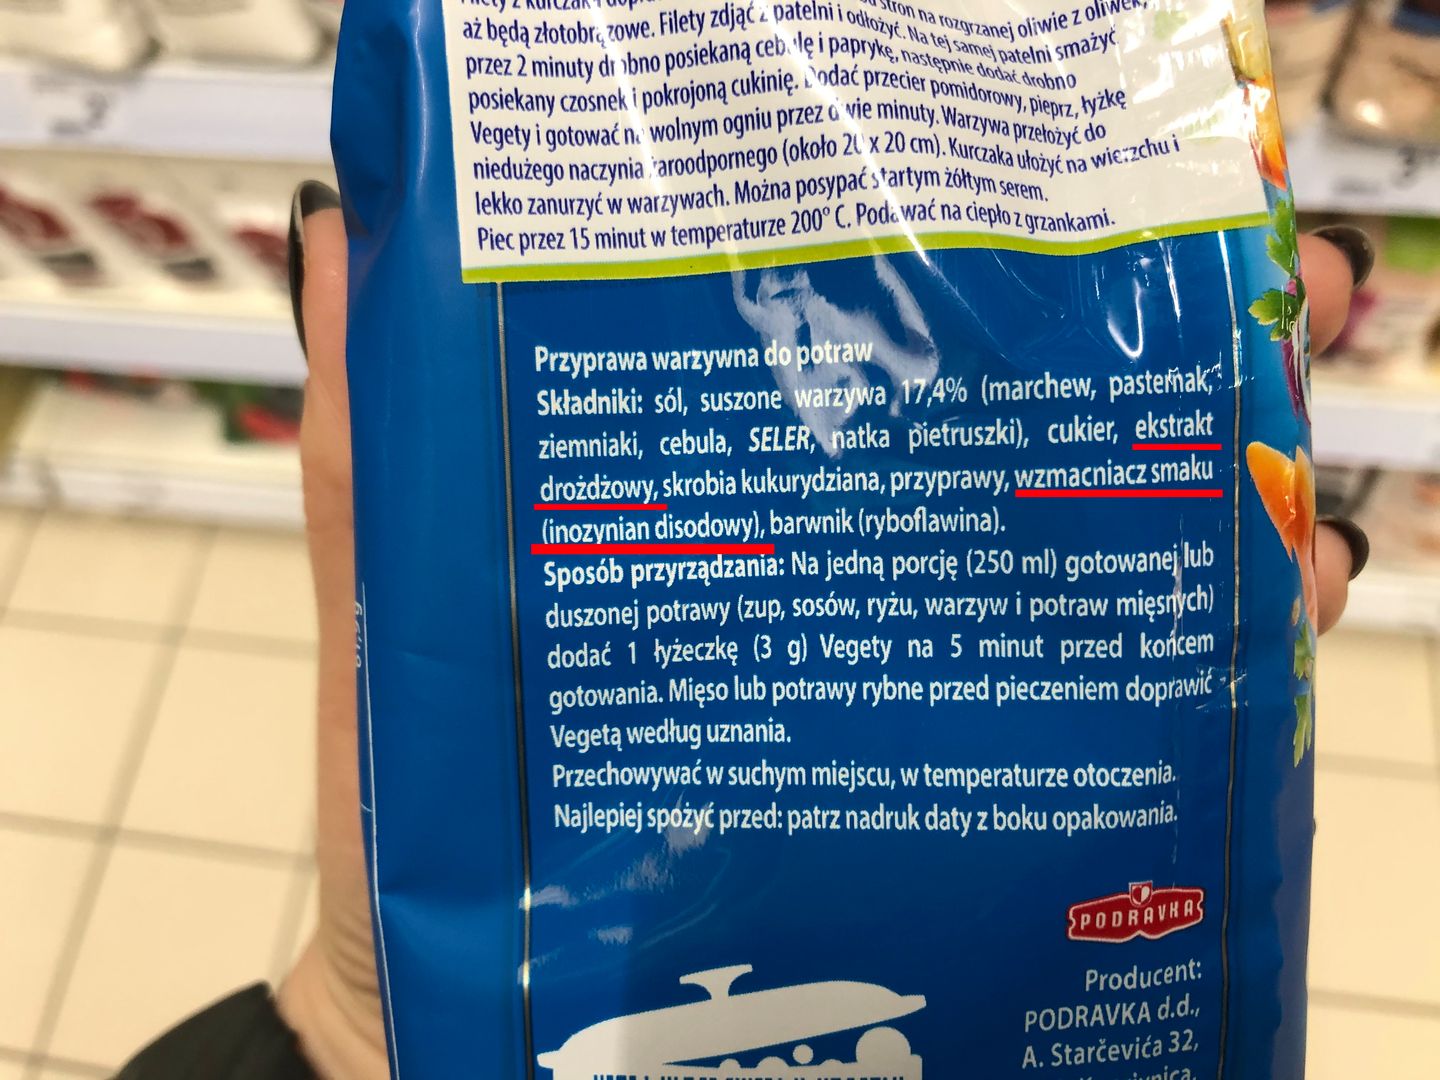 aż będą złotobrązowe. Filety zdjąć z patelni i odłożyć. Na tej samej patelni smażyć
przez 2 minuty drobno posiekaną cebulę i paprykę, następnie dodać drobno
posiekany czosnek i pokrojoną cukinię. Dodać przecier pomidorowy, pieprz, łyżkę
Vegety i gotować na wolnym ogniu przez dwie minuty. Warzywa przełożyć do
niedużego naczynia żaroodpornego (około 20 x 20 cm). Kurczaka ułożyć na wierzchu i
lekko zanurzyć w warzywach. Można posypać startym żółtym serem.
Piec przez 15 minut w temperaturze 200° C. Podawać na ciepło z grzankami.
Przyprawa warzywna do potraw
Składniki: sól, suszone warzywa 17,4% (marchew, pasternak,
ziemniaki, cebula, SELER, natka pietruszki), cukier, ekstrakt
drożdżowy, skrobia kukurydziana, przyprawy, wzmacniacz smaku
(inozynian disodowy), barwnik (ryboflawina).
Sposób przyrządzania: Na jedną porcję (250 ml) gotowanej lub
duszonej potrawy (zup, sosów, ryżu, warzyw i potraw mięsnych)
dodać 1 łyżeczkę (3 g) Vegety na 5 minut przed końcem
gotowania. Mięso lub potrawy rybne przed pieczeniem doprawić
Vegetą według uznania.
Przechowywać w suchym miejscu, w temperaturze otoczenia.
Najlepiej spożyć przed: patrz nadruk daty z boku opakowania.
PODRAVKA
Producent:
PODRAVKA d.d.,
A. Starčevića 32,